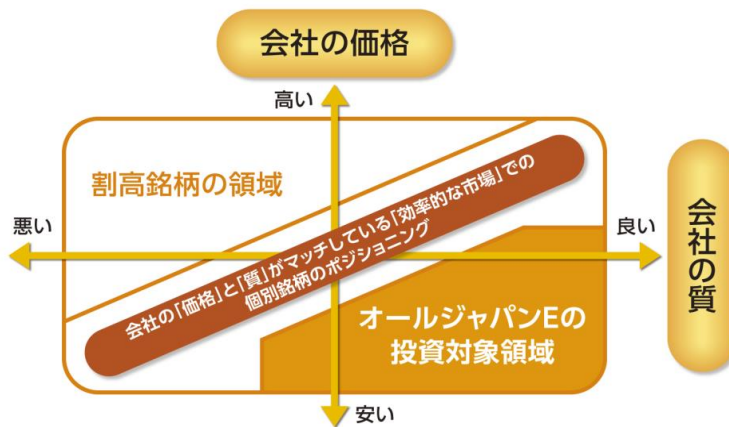 会社の価格
高い
割高銘柄の領域
会社の「価格」と「質」がマッチしている「効率的な市場」での
個別銘柄のポジショニング
悪い
良い
会社の質
オールジャパンEの
投資対象領域
安い